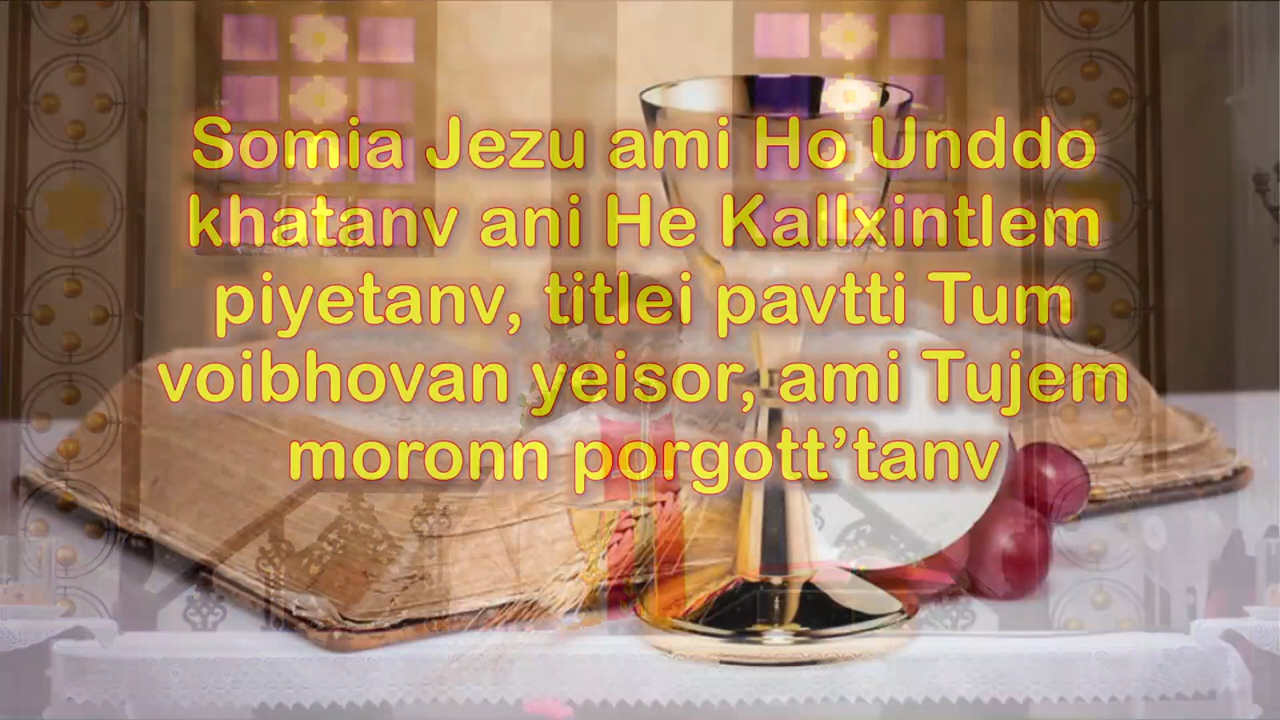 Somia Jezu ami Ho Unddo
khatanv ani He Kallxintlem
piyetanv, titlei pavtti Tum
voibhovan yeisor, ami Tujem
moronn porgott’tanv